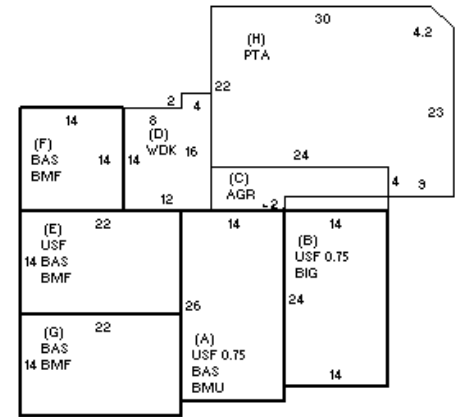 30
(H)
PTA
4.2
22
23
2
4
14
8
(D)
WDK
16
(F)
BAS
BMF
14
14
24
(C)
AGR
4
9
12
2
22
(E)
USF
14 BAS
BMF
14
14
(B)
USF 0.75
BIG
24
26
22
(G)
BAS
14 BMF
(A)
USF 0.75
BAS
BMU
14